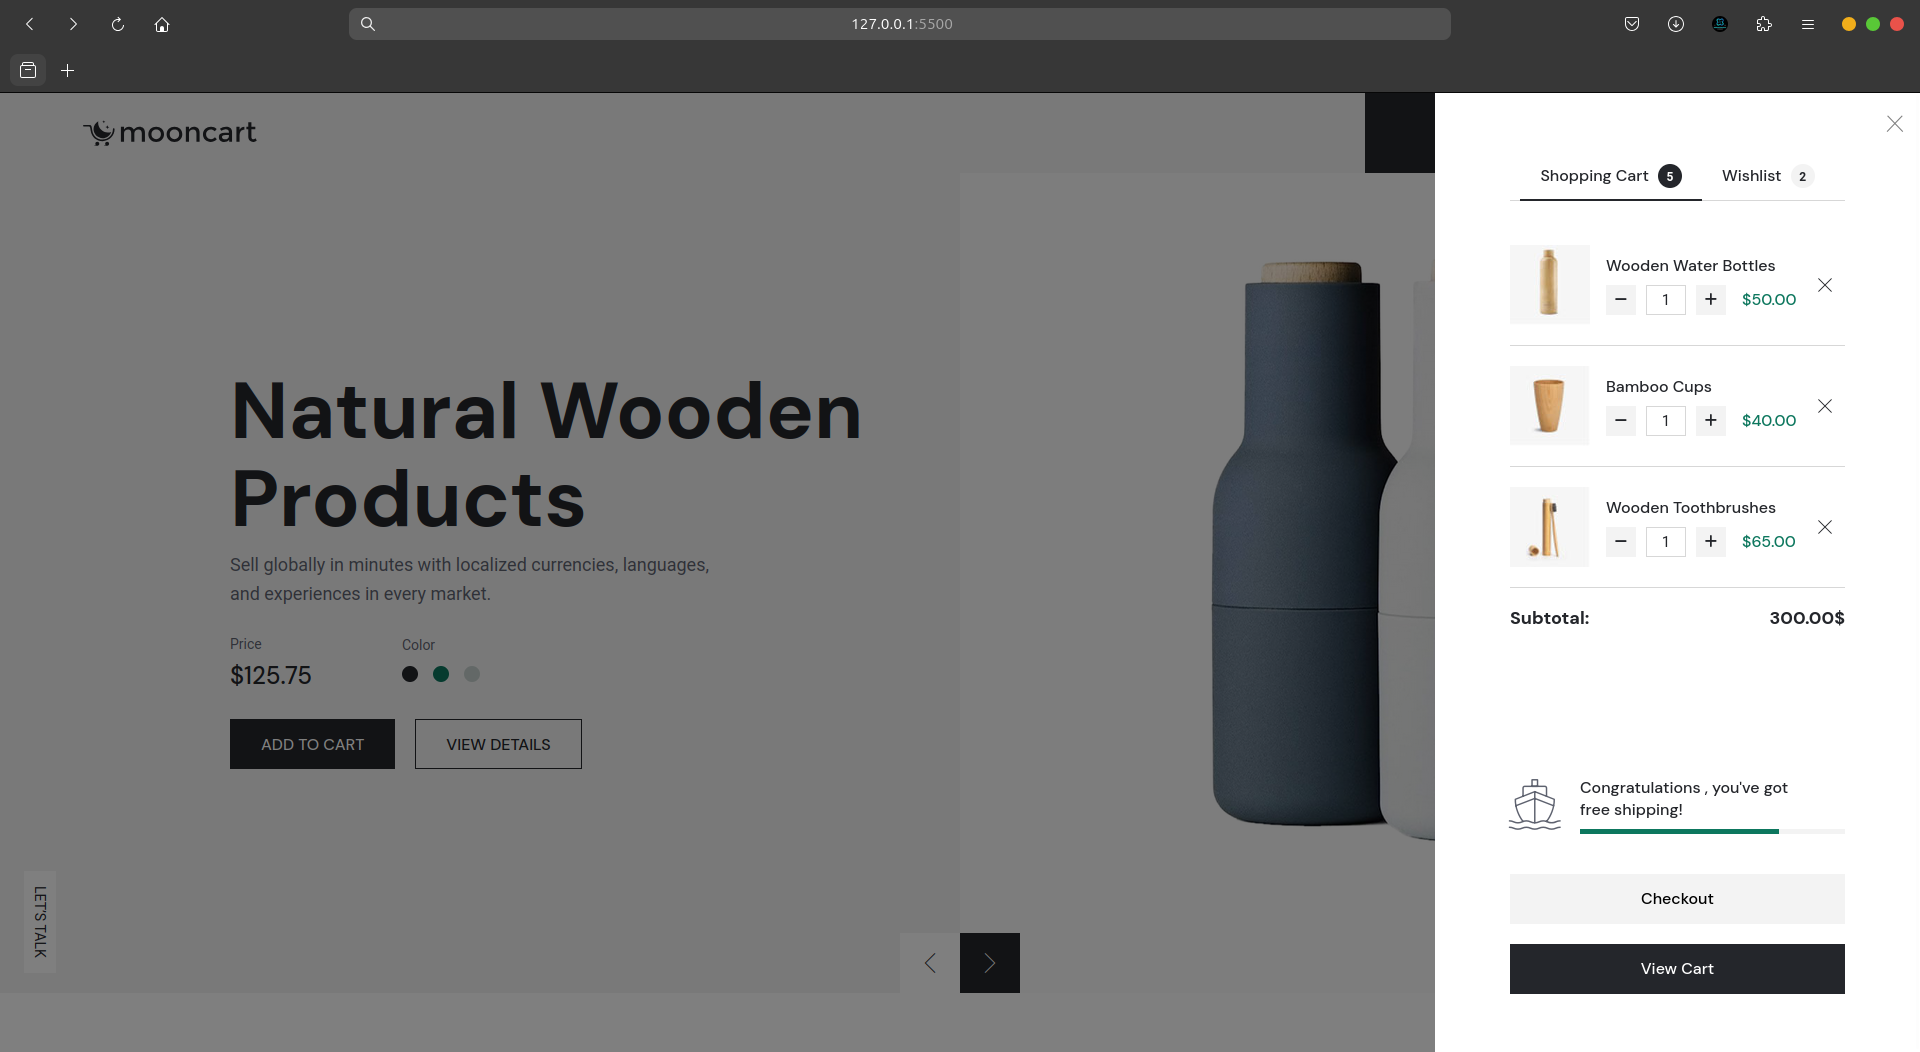 127.0.0.1:5500
mooncart
Natural Wooden
Products
Sell globally in minutes with localized currencies, languages,
and experiences in every market.
Price
Color
$125.75
ADD TO CART
VIEW DETAILS
LET'S TALK
Shopping Cart 5
Wishlist 2
Wooden Water Bottles
1
$50.00
Bamboo Cups
1
$40.00
Wooden Toothbrushes
1
$65.00
Subtotal:
300.00$
Congratulations , you've got
free shipping!
Checkout
View Cart